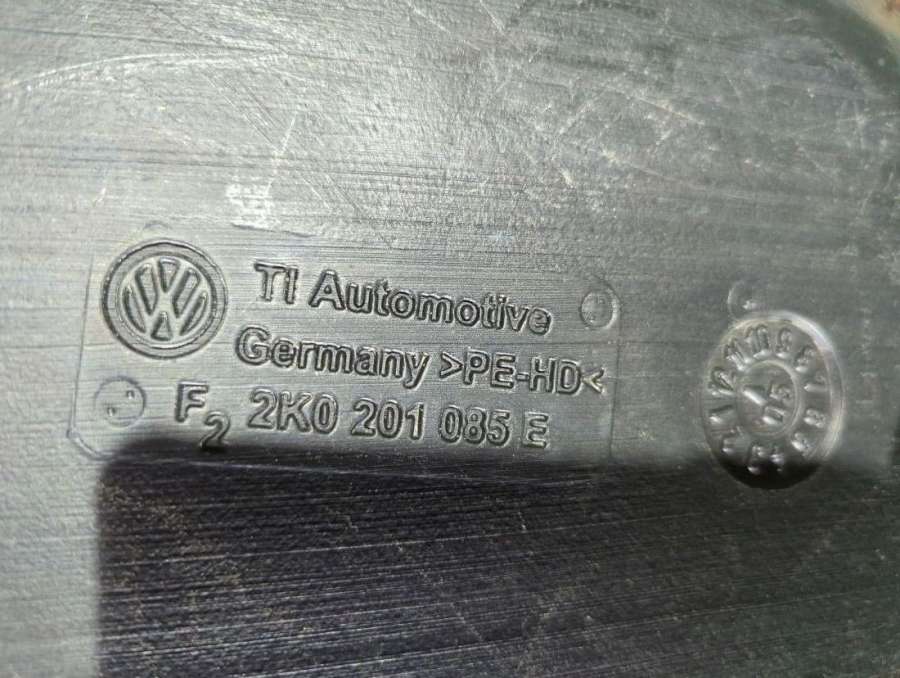 TI Automotive
Germany >PE-HD<
F2 2K0 201 085 E